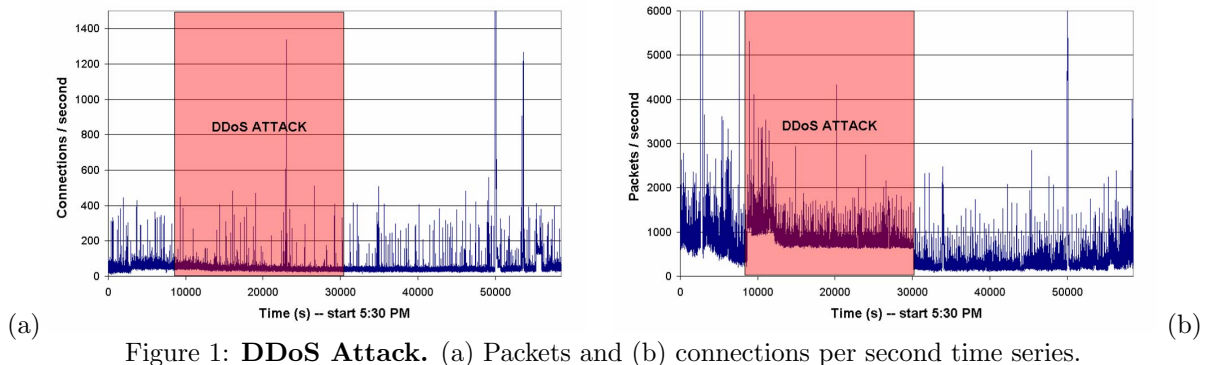 1400
1200
1000
800
600
400
200
0
Connections / second
DDoS ATTACK
0 10000 20000 30000 40000 50000
Time (s) -- start 5:30 PM
(a)
6000
5000
4000
3000
2000
1000
0
Packets / second
DDoS ATTACK
0 10000 20000 30000 40000 50000
Time (s) -- start 5:30 PM
(b)
Figure 1: DDoS Attack. (a) Packets and (b) connections per second time series.